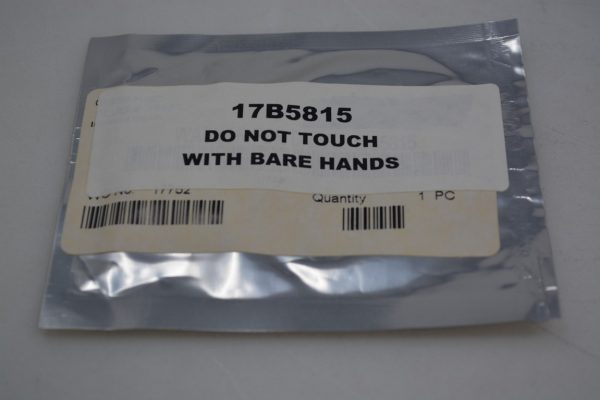 17B5815
DO NOT TOUCH
WITH BARE HANDS
Quantity 1 PC